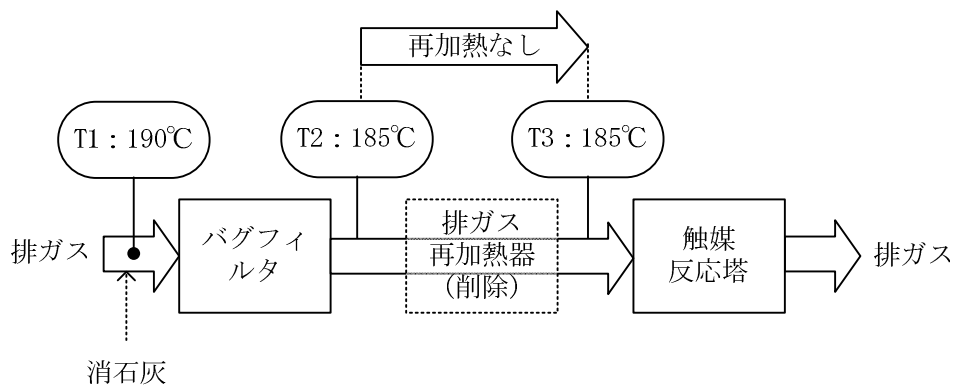 再加熱なし
T1：190℃
T2：185℃
T3：185℃
排ガス
バグフィ
ルタ
排ガス
再加熱器
(削除)
触媒
反応塔
排ガス
消石灰